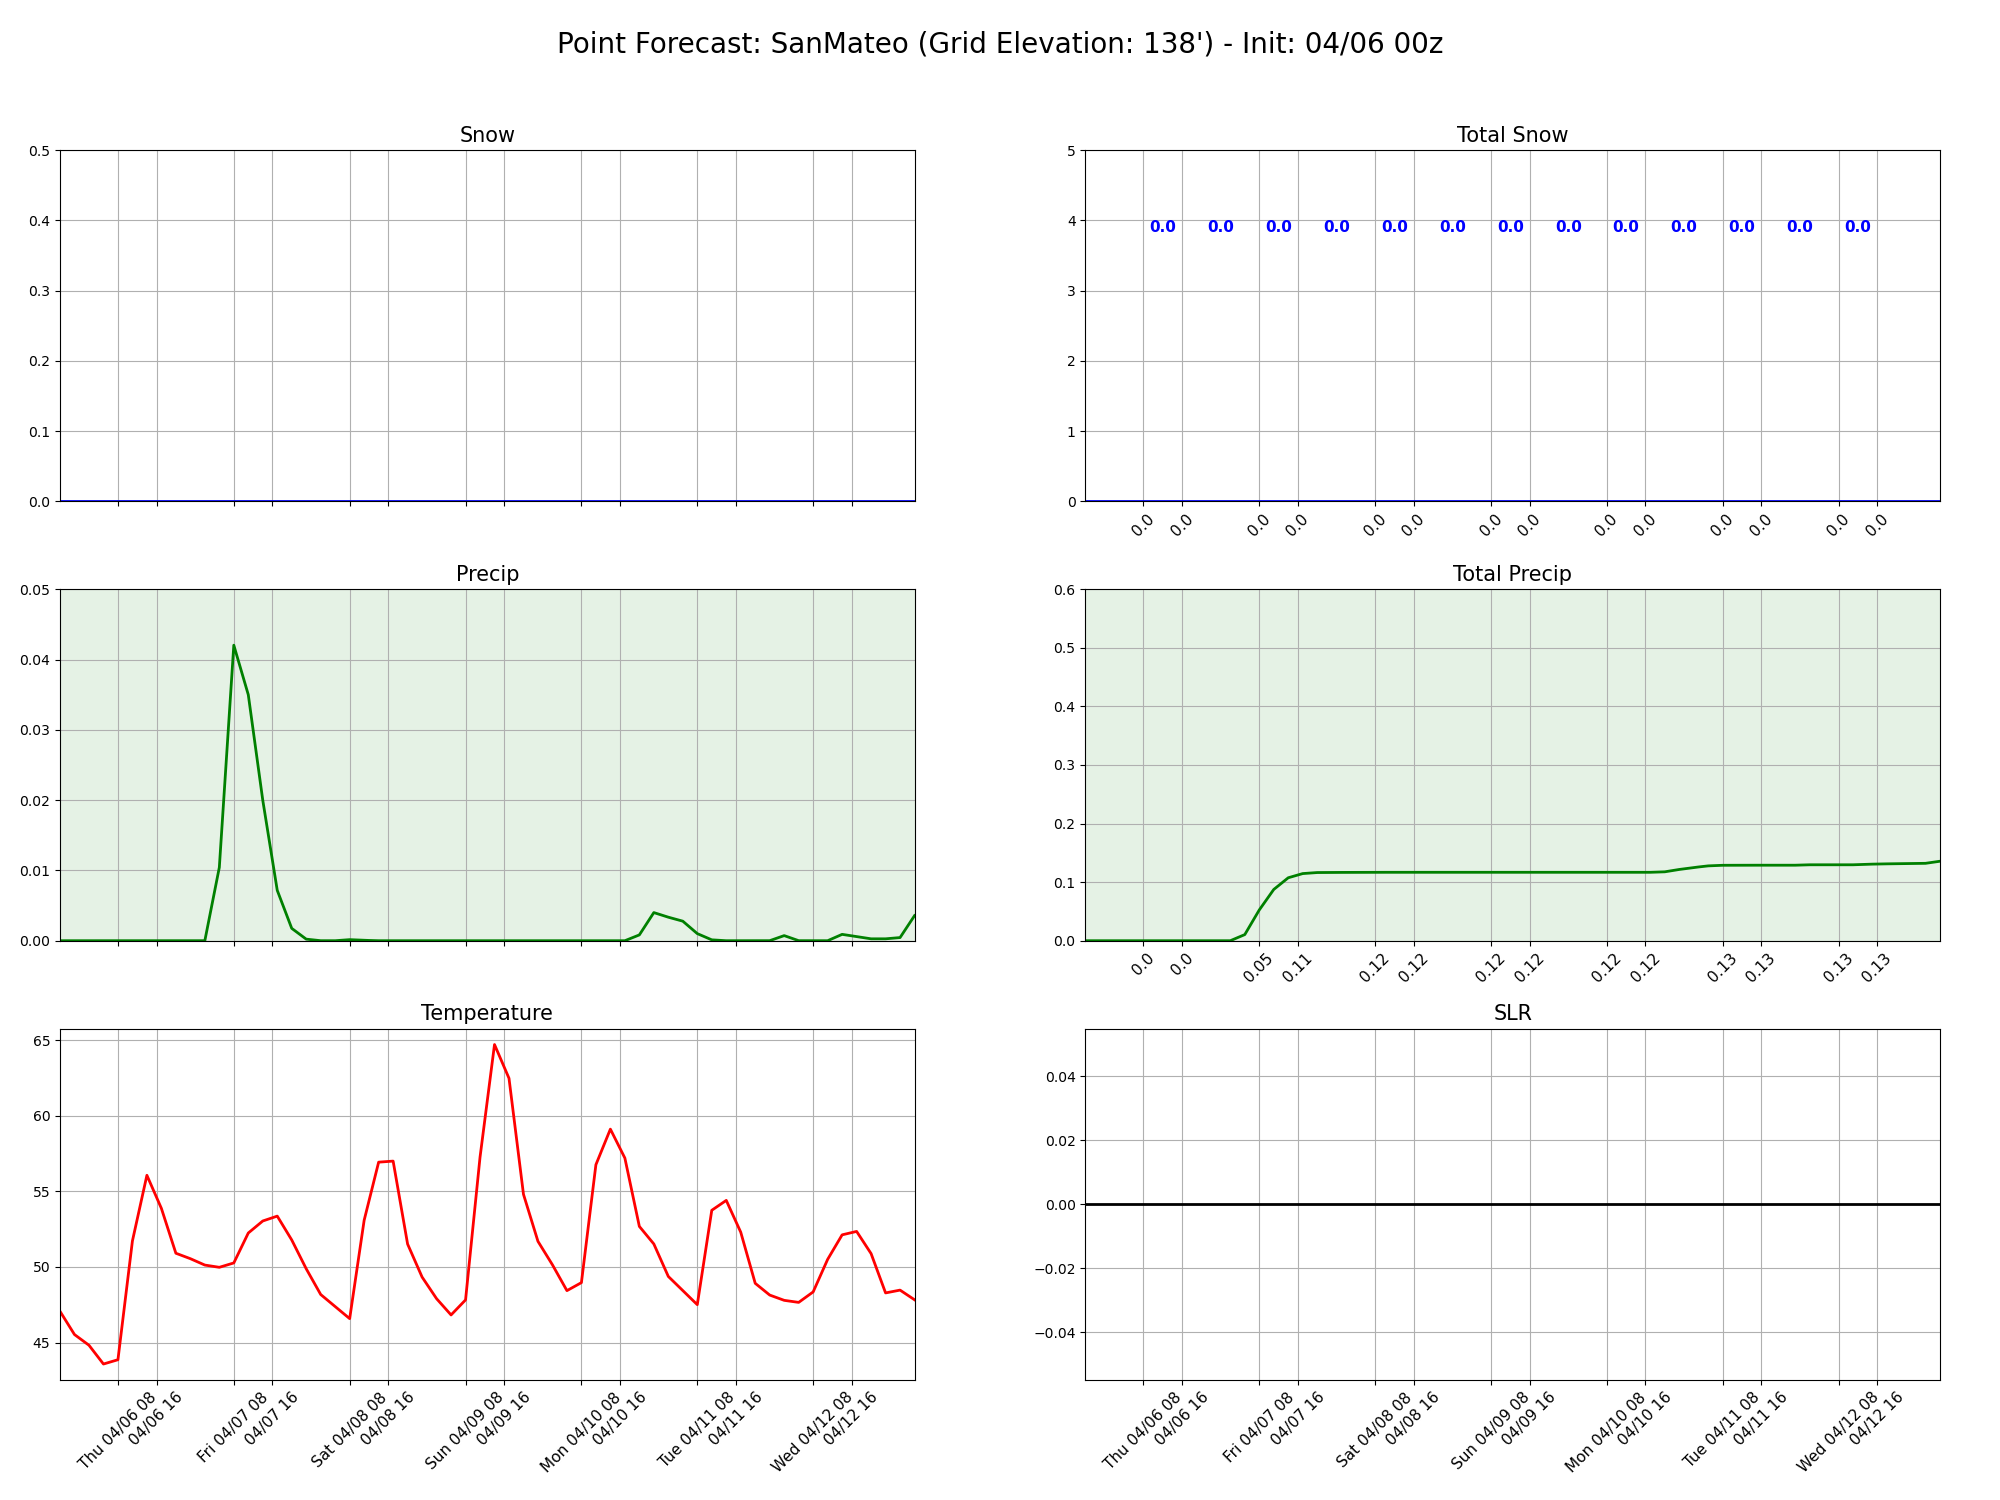 Point Forecast: SanMateo (Grid Elevation: 138') - Init: 04/06 00z
Snow
0.5
0.4
0.3
0.2
0.1
0.0
Total Snow
5
4
3
2
1
0
0.0 0.0 0.0 0.0 0.0 0.0 0.0 0.0 0.0 0.0 0.0 0.0 0.0
0.0 0.0 0.0 0.0 0.0 0.0 0.0 0.0 0.0 0.0 0.0 0.0 0.0 0.0
Precip
0.05
0.04
0.03
0.02
0.01
0.00
Total Precip
0.6
0.5
0.4
0.3
0.2
0.1
0.0
0.0 0.0 0.05 0.11 0.12 0.12 0.12 0.12 0.12 0.12 0.13 0.13 0.13 0.13
Temperature
65
60
55
50
45
Thu 04/06 08
04/06 16
Fri 04/07 08
04/07 16
Sat 04/08 08
04/08 16
Sun 04/09 08
04/09 16
Mon 04/10 08
04/10 16
Tue 04/11 08
04/11 16
Wed 04/12 08
04/12 16
SLR
0.04
0.02
0.00
−0.02
−0.04
Thu 04/06 08
04/06 16
Fri 04/07 08
04/07 16
Sat 04/08 08
04/08 16
Sun 04/09 08
04/09 16
Mon 04/10 08
04/10 16
Tue 04/11 08
04/11 16
Wed 04/12 08
04/12 16